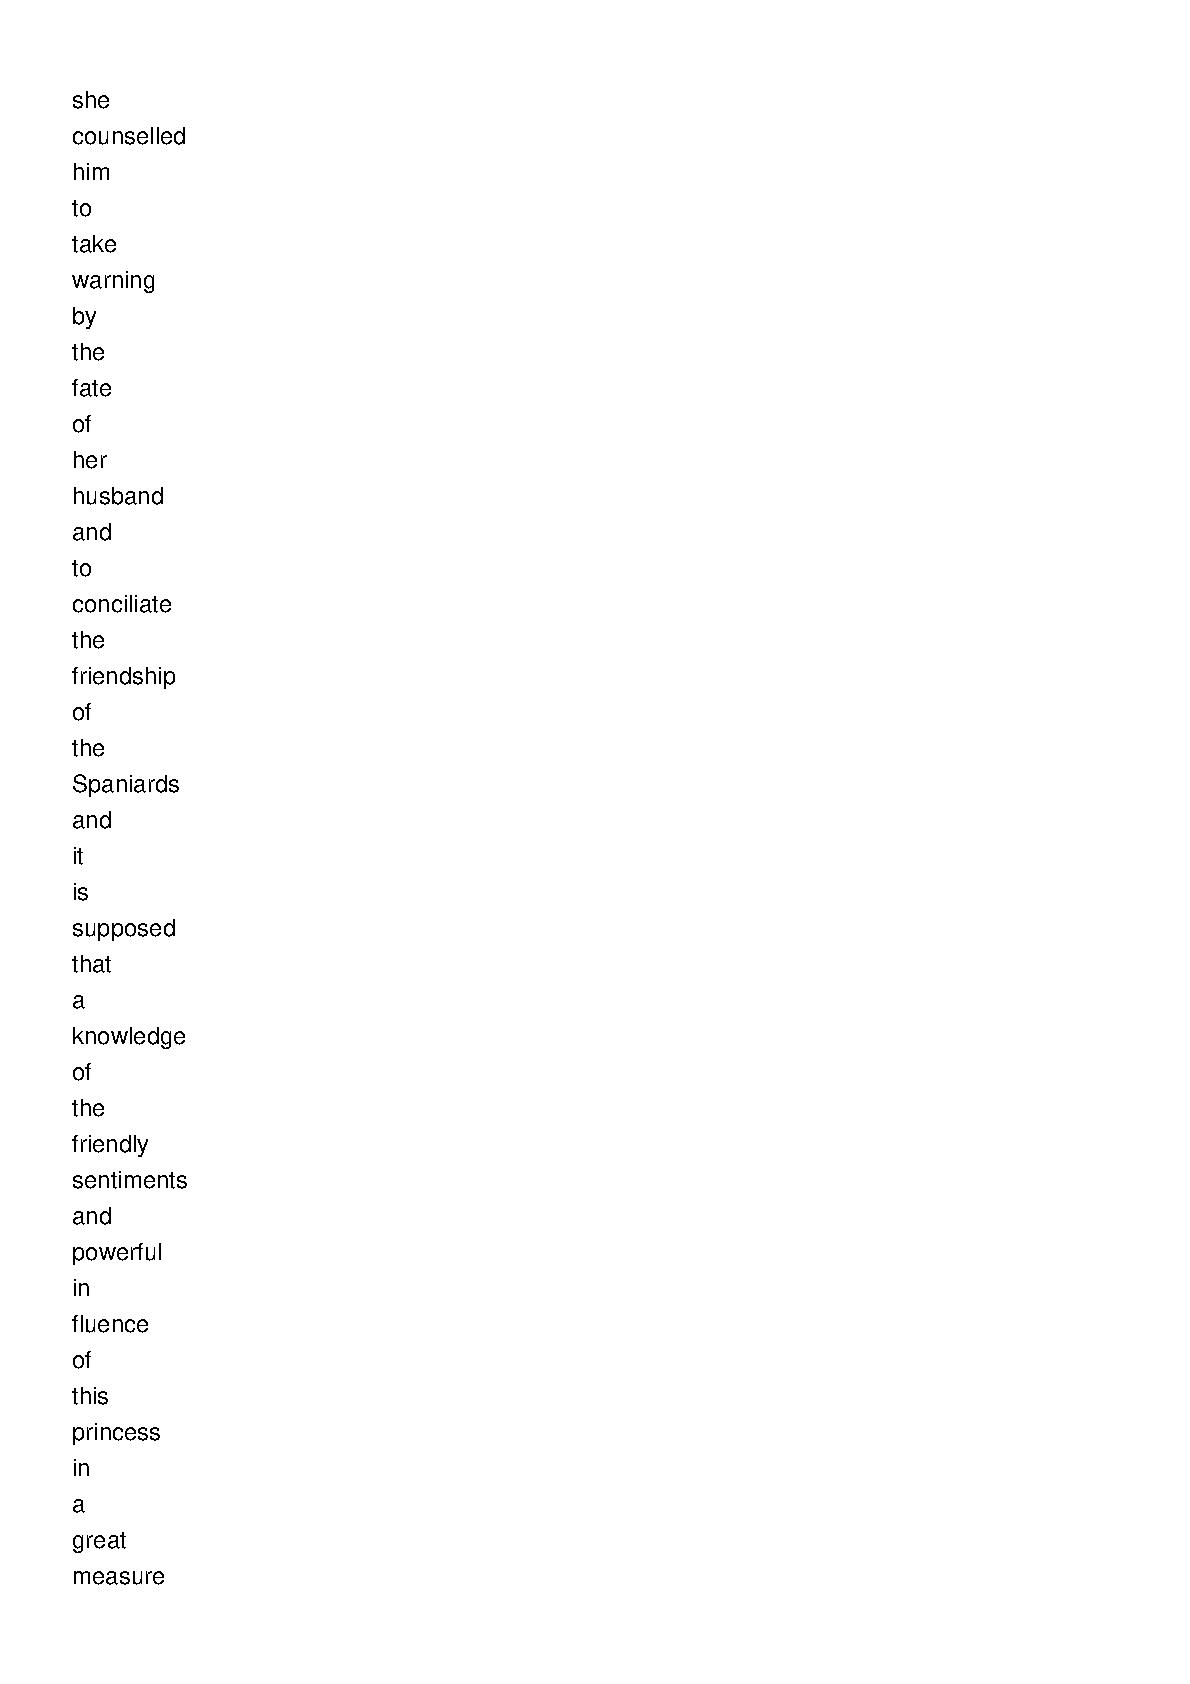 she
counselled
him
to
take
warning
by
the
fate
of
her
husband
and
to
conciliate
the
friendship
of
the
Spaniards
and
it
is
supposed
that
a
knowledge
of
the
friendly
sentiments
and
powerful
in
fluence
of
this
princess
in
a
great
measure